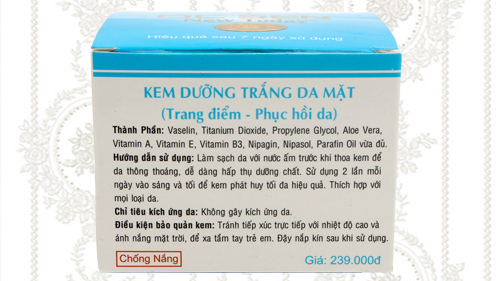 New Today
Hiệu quả sau 7 ngày sử dụng
KEM DƯỠNG TRẮNG DA MẶT
(Trang điểm - Phục hồi da)
Thành Phần: Vaselin, Titanium Dioxide, Propylene Glycol, Aloe Vera,
Vitamin A, Vitamin E, Vitamin B3, Nipagin, Nipasol, Parafin Oil vừa đủ.
Hướng dẫn sử dụng: Làm sạch da với nước ấm trước khi thoa kem để
da thông thoáng, dễ dàng hấp thụ dưỡng chất. Sử dụng 2 lần mỗi
ngày vào sáng và tối để kem phát huy tối đa hiệu quả. Thích hợp với
mọi loại da.
Chỉ tiêu kích ứng da: Không gây kích ứng da.
Điều kiện bảo quản kem: Tránh tiếp xúc trực tiếp với nhiệt độ cao và
ánh nắng mặt trời, để xa tầm tay trẻ em. Đậy nắp kín sau khi sử dụng.
Chống Nắng
Giá: 239.000đ